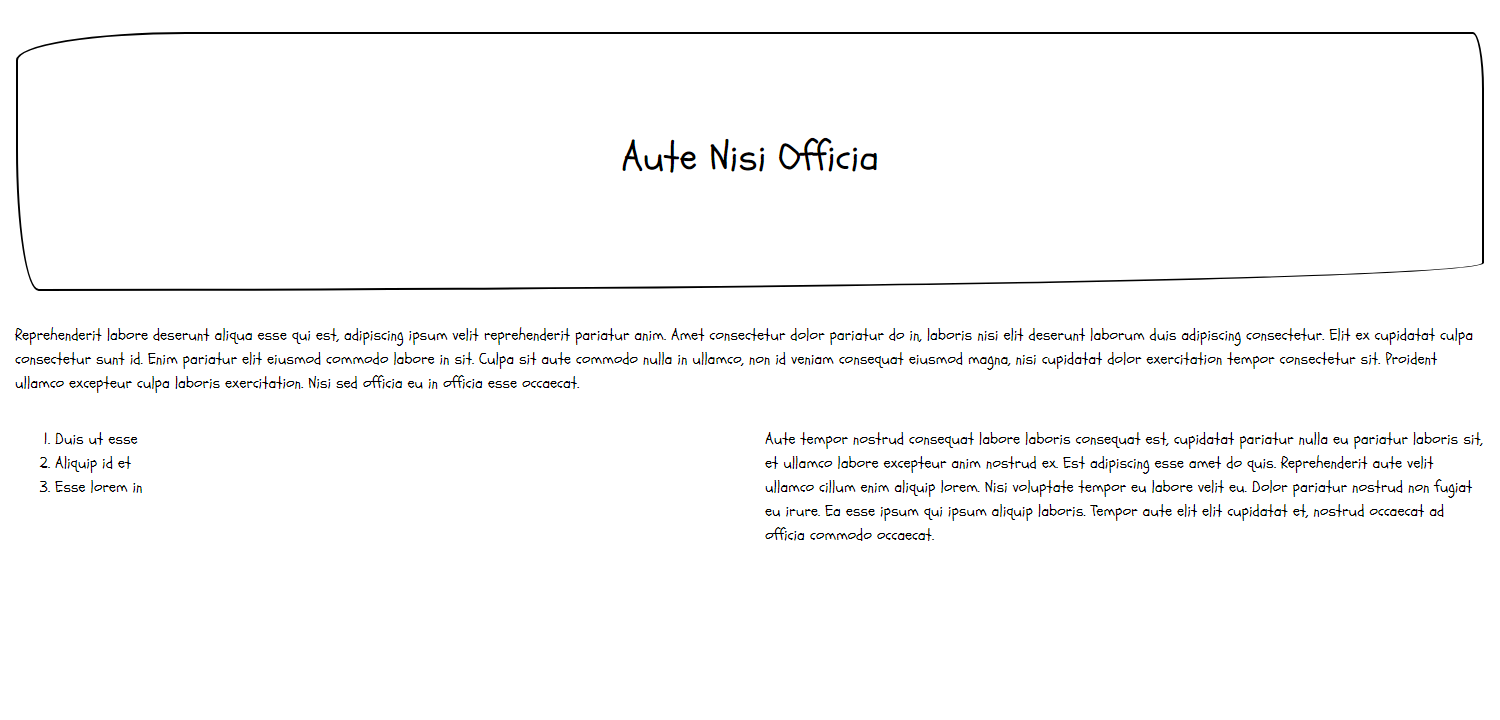 Aute Nisi Officia
Reprehenderit labore deserunt aliqua esse qui est, adipiscing ipsum velit reprehenderit pariatur anim. Amet consectetur dolor pariatur do in, laboris nisi elit deserunt laborum duis adipiscing consectetur. Elit ex cupidatat culpa
consectetur sunt id. Enim pariatur elit eiusmod commodo labore in sit. Culpa sit aute commodo nulla in ullamco, non id veniam consequat eiusmod magna, nisi cupidatat dolor exercitation tempor consectetur sit. Proident
ullamco excepteur culpa laboris exercitation. Nisi sed officia eu in officia esse occaecat.
1. Duis ut esse
2. Aliquip id et
3. Esse lorem in
Aute tempor nostrud consequat labore laboris consequat est, cupidatat pariatur nulla eu pariatur laboris sit,
et ullamco labore excepteur anim nostrud ex. Est adipiscing esse amet do quis. Reprehenderit aute velit
ullamco cillum enim aliquip lorem. Nisi voluptate tempor eu labore velit eu. Dolor pariatur nostrud non fugiat
eu irure. Ea esse ipsum qui ipsum aliquip laboris. Tempor aute elit elit cupidatat et, nostrud occaecat ad
officia commodo occaecat.